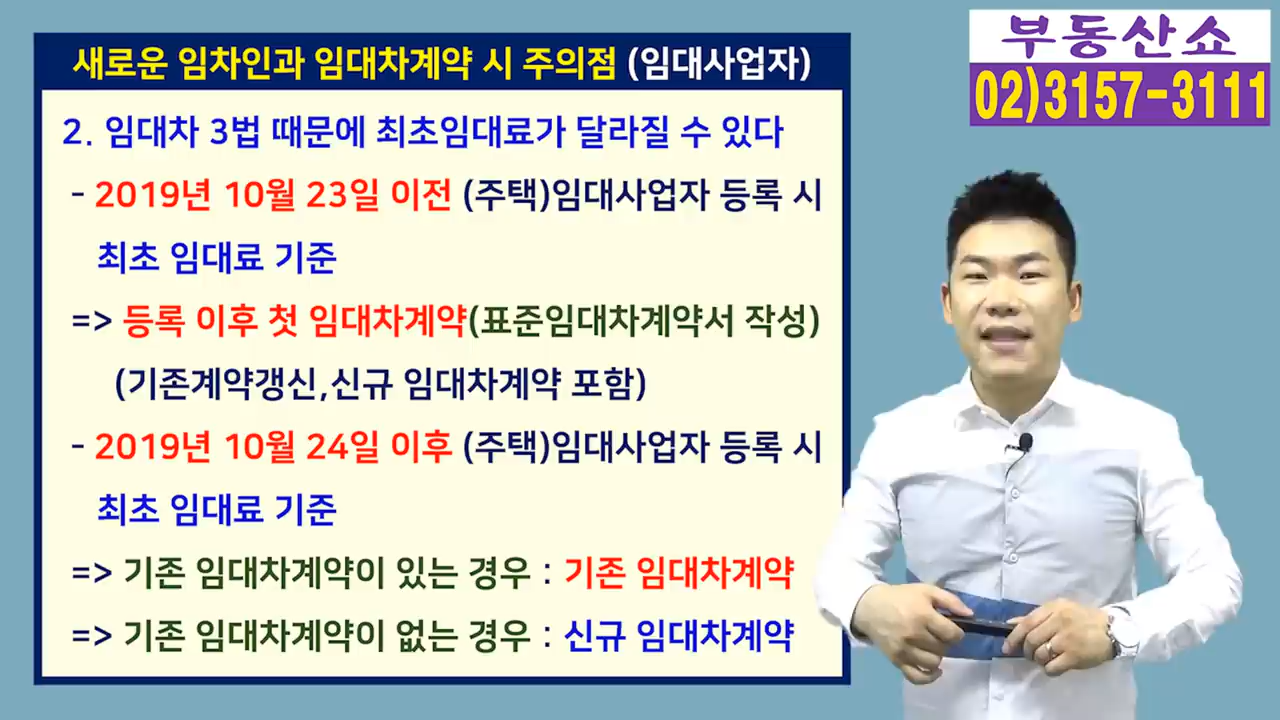 새로운 임차인과 임대차계약 시 주의점 (임대사업자)
2. 임대차 3법 때문에 최초임대료가 달라질 수 있다
- 2019년 10월 23일 이전 (주택)임대사업자 등록 시
최초 임대료 기준
=> 등록 이후 첫 임대차계약(표준임대차계약서 작성)
(기존계약갱신,신규 임대차계약 포함)
- 2019년 10월 24일 이후 (주택)임대사업자 등록 시
최초 임대료 기준
=> 기존 임대차계약이 있는 경우 : 기존 임대차계약
=> 기존 임대차계약이 없는 경우 : 신규 임대차계약
부동산쇼
02)3157-3111